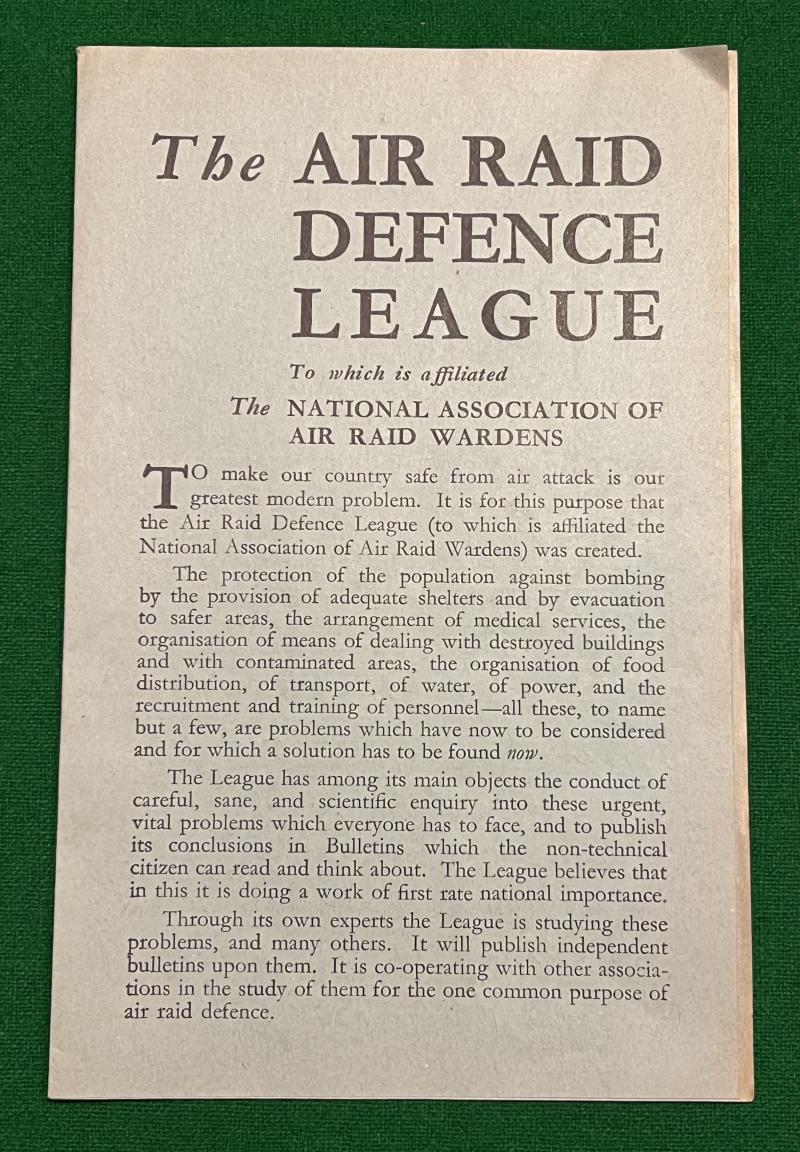 The AIR RAID
DEFENCE
LEAGUE
To which is affiliated
The NATIONAL ASSOCIATION OF
AIR RAID WARDENS
TO make our country safe from air attack is our
greatest modern problem. It is for this purpose that
the Air Raid Defence League (to which is affiliated the
National Association of Air Raid Wardens) was created.
The protection of the population against bombing
by the provision of adequate shelters and by evacuation
to safer areas, the arrangement of medical services, the
organisation of means of dealing with destroyed buildings
and with contaminated areas, the organisation of food
distribution, of transport, of water, of power, and the
recruitment and training of personnel—all these, to name
but a few, are problems which have now to be considered
and for which a solution has to be found now.
The League has among its main objects the conduct of
careful, sane, and scientific enquiry into these urgent,
vital problems which everyone has to face, and to publish
its conclusions in Bulletins which the non-technical
citizen can read and think about. The League believes that
in this it is doing a work of first rate national importance.
Through its own experts the League is studying these
problems, and many others. It will publish independent
bulletins upon them. It is co-operating with other associa-
tions in the study of them for the one common purpose of
air raid defence.